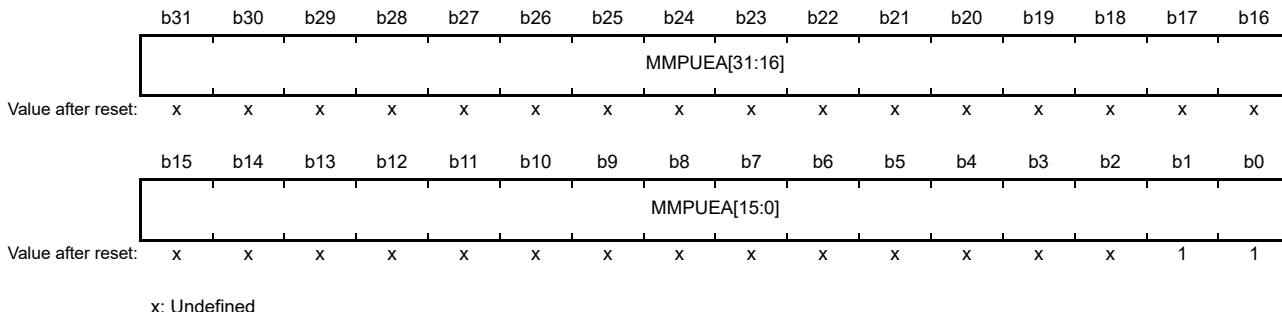 b31 b30 b29 b28 b27 b26 b25 b24 b23 b22 b21 b20 b19 b18 b17 b16
MMPUEA[31:16]
Value after reset: x x x x x x x x x x x x x x x x
b15 b14 b13 b12 b11 b10 b9 b8 b7 b6 b5 b4 b3 b2 b1 b0
MMPUEA[15:0]
Value after reset: x x x x x x x x x x x x x x 1 1
x: Undefined